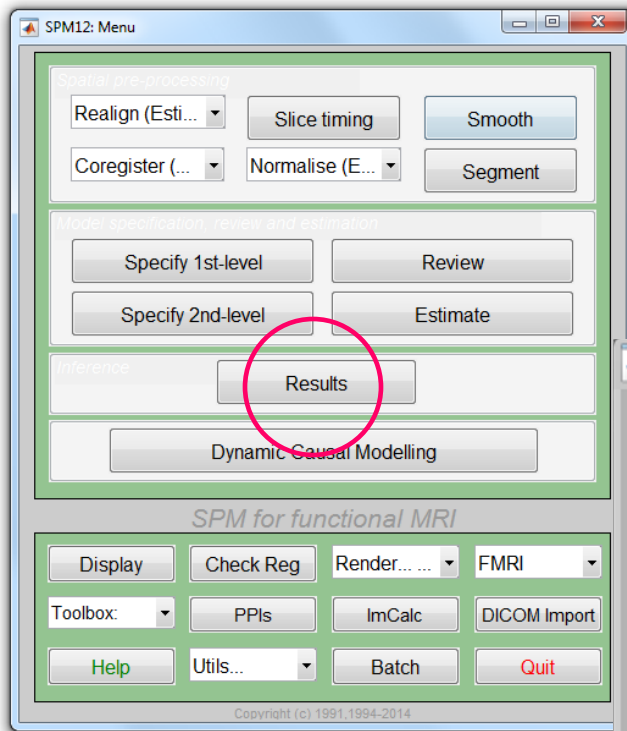 SPM12: Menu
Spatial pre-processing
Realign (Esti... Slice timing Smooth
Coregister (... Normalise (E... Segment
Model specification, review and estimation
Specify 1st-level Review
Specify 2nd-level Estimate
Inference
Results
Dynamic Causal Modelling
SPM for functional MRI
Display Check Reg Render... ... FMRI
Toolbox: PPIs ImCalc DICOM Import
Help Utils... Batch Quit
Copyright (c) 1991,1994-2014